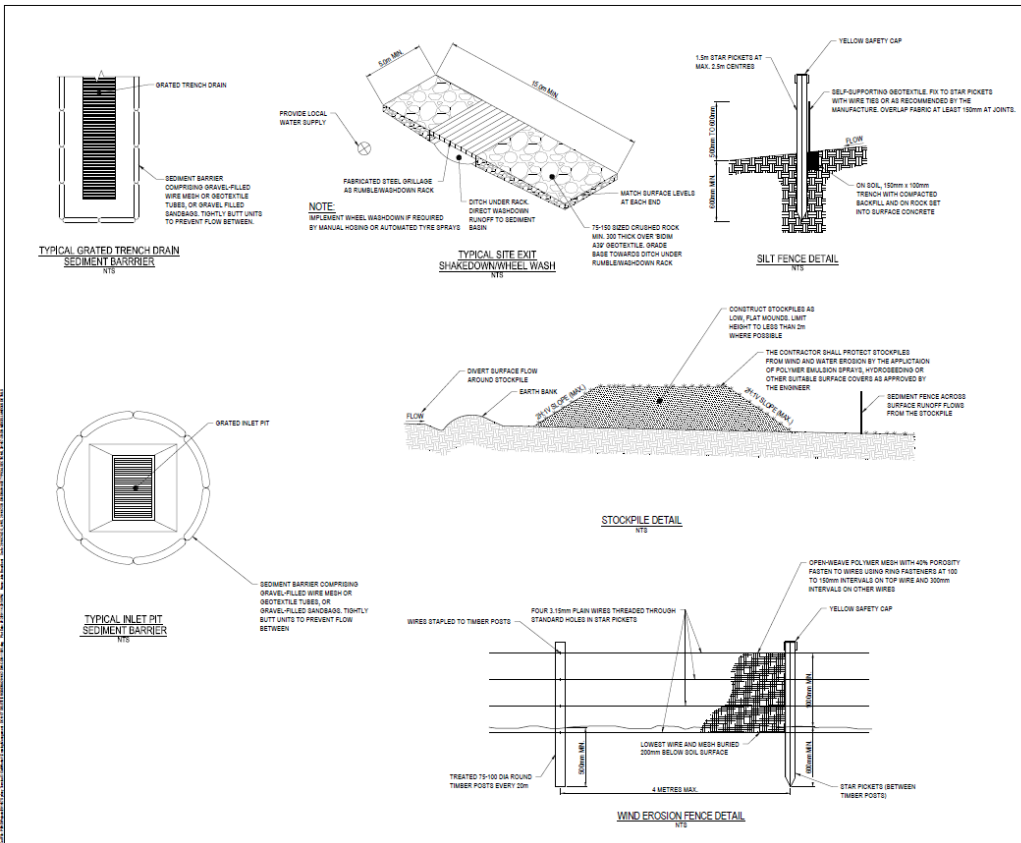 GRATED TRENCH DRAIN
SEDIMENT BARRIER
COMPRISING GRAVEL-FILLED
WIRE MESH OR GEOTEXTILE
TUBES, OR GRAVEL FILLED
SANDBAGS. TIGHTLY BUTT UNITS
TO PREVENT FLOW BETWEEN.
TYPICAL GRATED TRENCH DRAIN
SEDIMENT BARRRIER
NTS
5.0m MIN.
15.0m MIN.
PROVIDE LOCAL
WATER SUPPLY
FABRICATED STEEL GRILLAGE
AS RUMBLE/WASHDOWN RACK
NOTE:
IMPLEMENT WHEEL WASHDOWN IF REQUIRED
BY MANUAL HOSING OR AUTOMATED TYRE SPRAYS
DITCH UNDER RACK.
DIRECT WASHDOWN
RUNOFF TO SEDIMENT
BASIN
MATCH SURFACE LEVELS
AT EACH END
75-150 SIZED CRUSHED ROCK
MIN. 300 THICK OVER 'BIDIM
A39' GEOTEXTILE. GRADE
BASE TOWARDS DITCH UNDER
RUMBLE/WASHDOWN RACK
TYPICAL SITE EXIT
SHAKEDOWN/WHEEL WASH
NTS
YELLOW SAFETY CAP
1.5m STAR PICKETS AT
MAX. 2.5m CENTRES
SELF-SUPPORTING GEOTEXTILE. FIX TO STAR PICKETS
WITH WIRE TIES OR AS RECOMMENDED BY THE
MANUFACTURE. OVERLAP FABRIC AT LEAST 150mm AT JOINTS.
500mm TO 600mm
FLOW
600mm MIN.
ON SOIL, 150mm x 100mm
TRENCH WITH COMPACTED
BACKFILL AND ON ROCK SET
INTO SURFACE CONCRETE
SILT FENCE DETAIL
NTS
CONSTRUCT STOCKPILES AS
LOW, FLAT MOUNDS. LIMIT
HEIGHT TO LESS THAN 2m
WHERE POSSIBLE
THE CONTRACTOR SHALL PROTECT STOCKPILES
FROM WIND AND WATER EROSION BY THE APPLICTAION
OF POLYMER EMULSION SPRAYS, HYDROSEEDING OR
OTHER SUITABLE SURFACE COVERS AS APPROVED BY
THE ENGINEER
DIVERT SURFACE FLOW
AROUND STOCKPILE
EARTH BANK
FLOW
2H:1V SLOPE (MAX.)
2H:1V SLOPE (MAX.)
SEDIMENT FENCE ACROSS
SURFACE RUNOFF FLOWS
FROM THE STOCKPILE
STOCKPILE DETAIL
NTS
GRATED INLET PIT
SEDIMENT BARRIER COMPRISING
GRAVEL-FILLED WIRE MESH OR
GEOTEXTILE TUBES, OR
GRAVEL-FILLED SANDBAGS. TIGHTLY
BUTT UNITS TO PREVENT FLOW
BETWEEN
TYPICAL INLET PIT
SEDIMENT BARRIER
NTS
OPEN-WEAVE POLYMER MESH WITH 40% POROSITY
FASTEN TO WIRES USING RING FASTENERS AT 100
TO 150mm INTERVALS ON TOP WIRE AND 300mm
INTERVALS ON OTHER WIRES
FOUR 3.15mm PLAIN WIRES THREADED THROUGH
STANDARD HOLES IN STAR PICKETS
WIRES STAPLED TO TIMBER POSTS
YELLOW SAFETY CAP
LOWEST WIRE AND MESH BURIED
200mm BELOW SOIL SURFACE
500mm MIN.
600mm MIN.
TREATED 75-100 DIA ROUND
TIMBER POSTS EVERY 20m
4 METRES MAX.
STAR PICKETS (BETWEEN
TIMBER POSTS)
WIND EROSION FENCE DETAIL
NTS